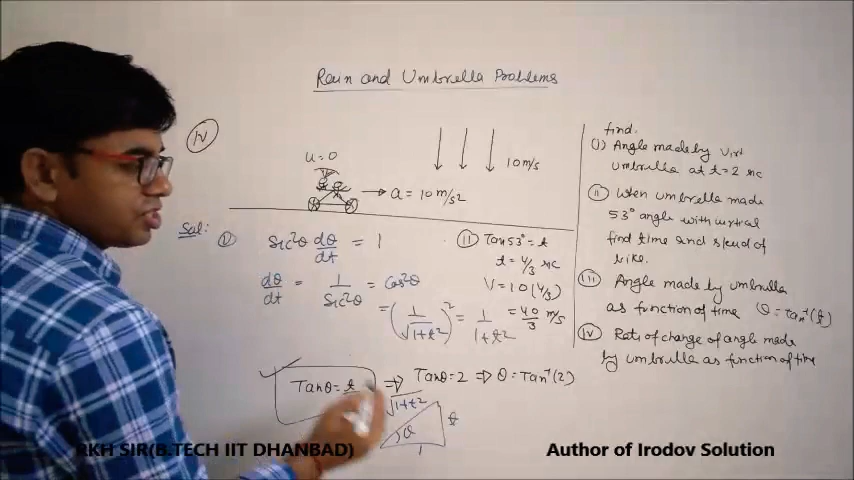 Rain and Umbrella Problems
IV
u=0
10 m/s
→ a = 10 m/s2
find.
(I) Angle made by
Umbrella at t=2 sec
(II) When umbrella made
53° angle with vertical
find time and speed of
bike.
(III) Angle made by umbrella
as function of time θ = Tan⁻¹(t)
(IV) Rate of change of angle made
by umbrella as function of time
Sol:
(I) Sec²θ dθ/dt = 1
dθ/dt = 1/Sec²θ = cos²θ
= (1/√1+t²)² = 1/1+t²
(II) Tan53° = t
t = 4/3 sec
V = 10 (4/3)
= 40/3 m/s
Tanθ = t ⇒ Tanθ = 2 ⇒ θ = Tan⁻¹(2)
√1+t²
θ
t
1
RKH SIR(B.TECH IIT DHANBAD)
Author of Irodov Solution